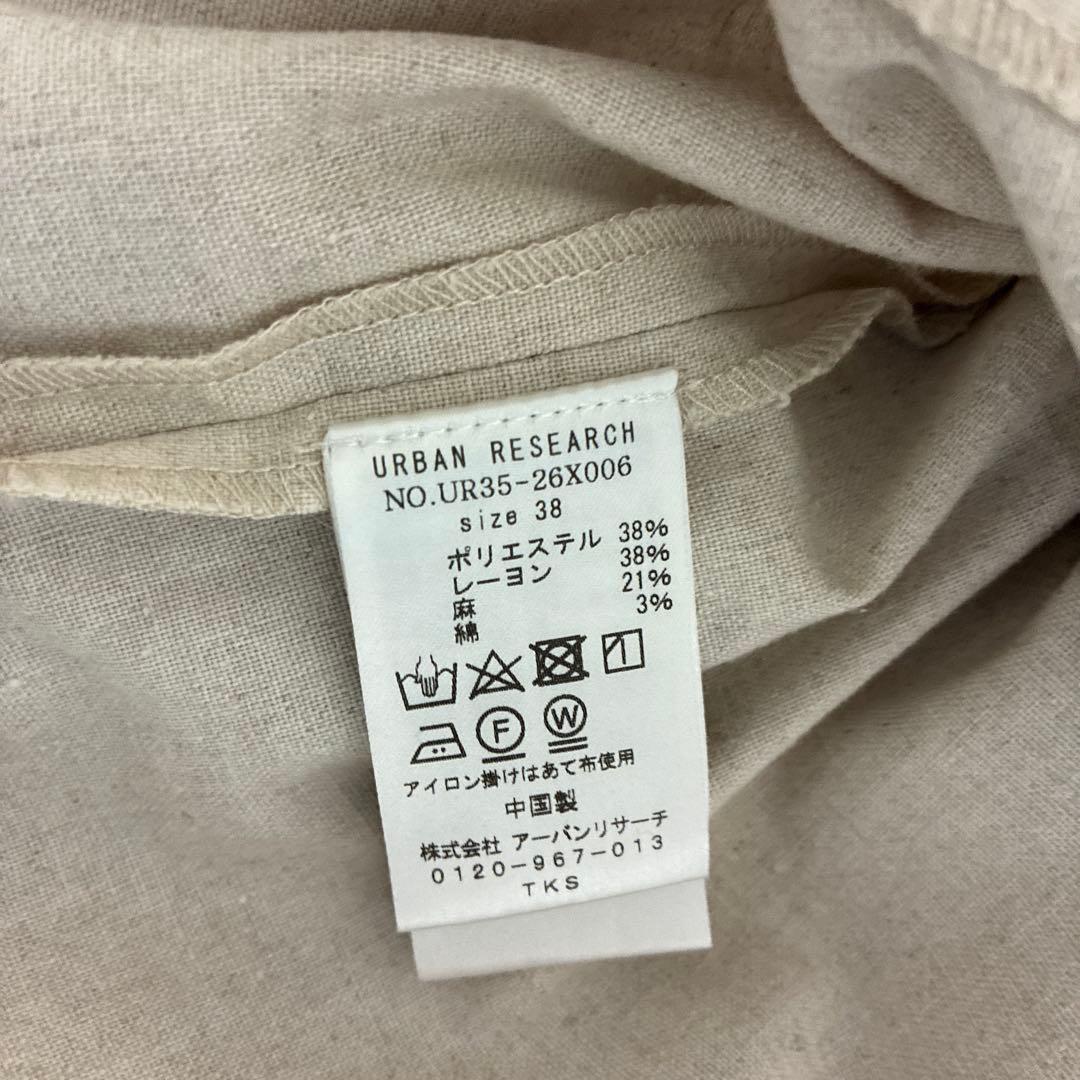 URBAN RESEARCH
NO.UR35-26X006
size 38
ポリエステル 38%
レーヨン 38%
麻 21%
綿 3%
F W
アイロン掛けはあて布使用
中国製
株式会社 アーバンリサーチ
0120-967-013
TKS